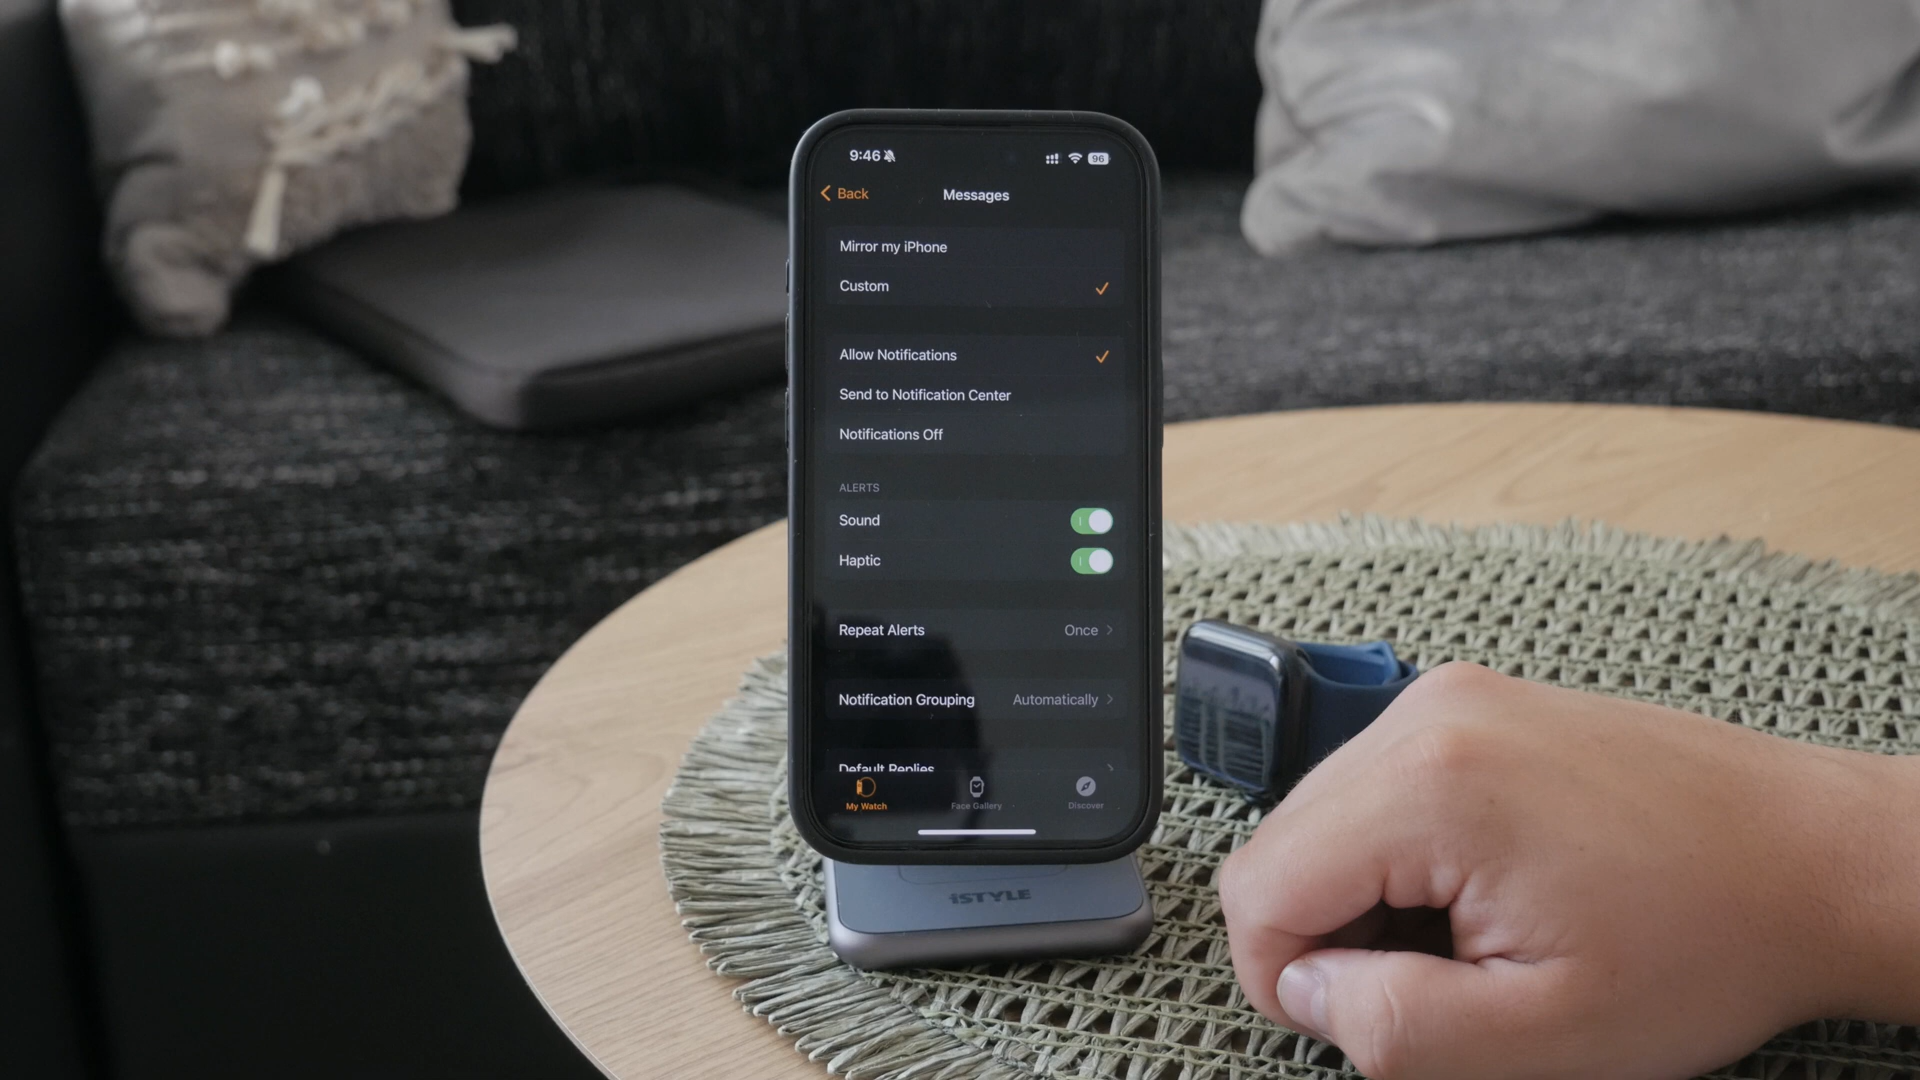 9:46
96
Back
Messages
Mirror my iPhone
Custom
Allow Notifications
Send to Notification Center
Notifications Off
ALERTS
Sound
Haptic
Repeat Alerts Once
Notification Grouping Automatically
Default Replies
My Watch Face Gallery Discover
iSTYLE